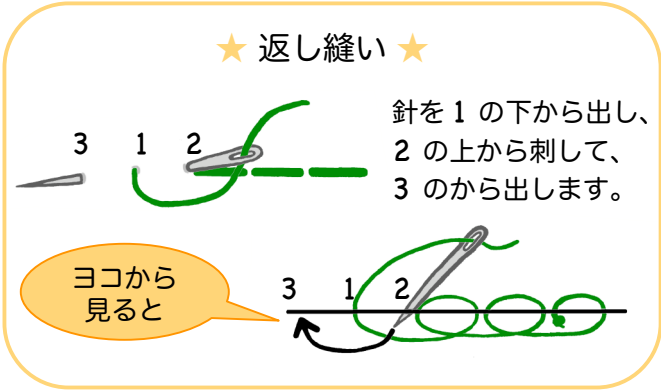 ★ 返し縫い ★
3 1 2
針を 1 の下から出し、
2 の上から刺して、
3 のから出します。
ヨコから
見ると
3 1 2